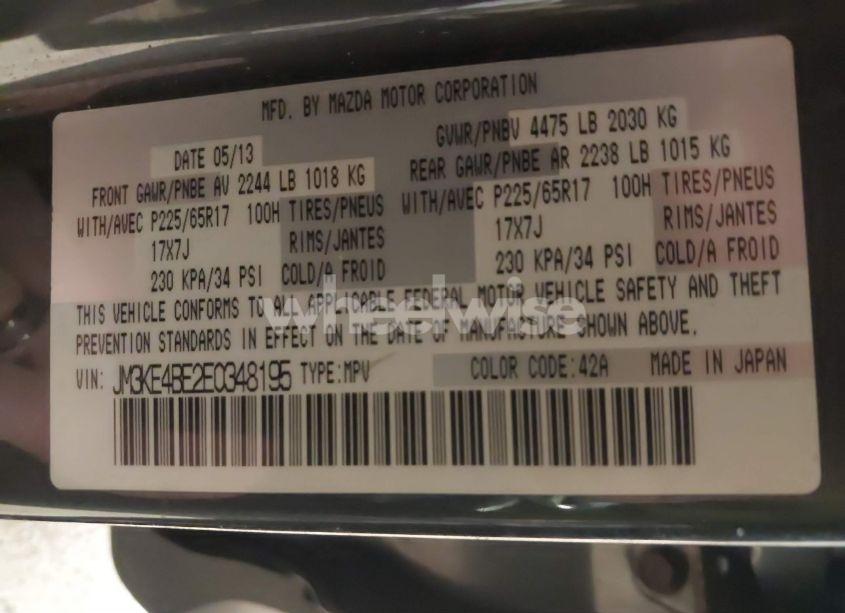 MFD. BY MAZDA MOTOR CORPORATION
DATE 05/13
GVWR/PNBV 4475 LB 2030 KG
FRONT GAWR/PNBE AV 2244 LB 1018 KG
REAR GAWR/PNBE AR 2238 LB 1015 KG
WITH/AVEC P225/65R17 100H TIRES/PNEUS
WITH/AVEC P225/65R17 100H TIRES/PNEUS
17X7J RIMS/JANTES
17X7J RIMS/JANTES
230 KPA/34 PSI COLD/A FROID
230 KPA/34 PSI COLD/A FROID
THIS VEHICLE CONFORMS TO ALL APPLICABLE FEDERAL MOTOR VEHICLE SAFETY AND THEFT
PREVENTION STANDARDS IN EFFECT ON THE DATE OF MANUFACTURE SHOWN ABOVE.
VIN: JM3KE4BE2E0348195 TYPE:MPV COLOR CODE:42A MADE IN JAPAN
wheelwise